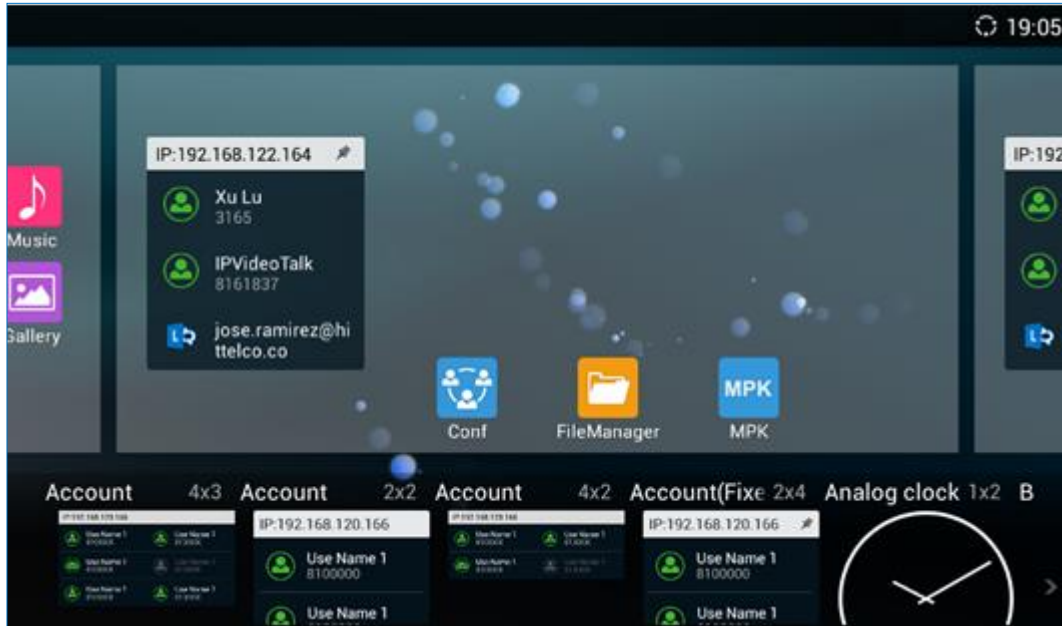 19:05
IP:192.168.122.164
IP:192
Xu Lu
3165
Music
IPVideoTalk
8161837
Gallery
jose.ramirez@hi
ttelco.co
MPK
Conf
FileManager
MPK
Account 4x3
Account 2x2
Account 4x2
Account(Fixe 2x4
Analog clock 1x2
B
IP:192.168.120.166
IP:192.168.120.166
Use Name 1
8100000
Use Name 1
8100000
Use Name 1
Use Name 1